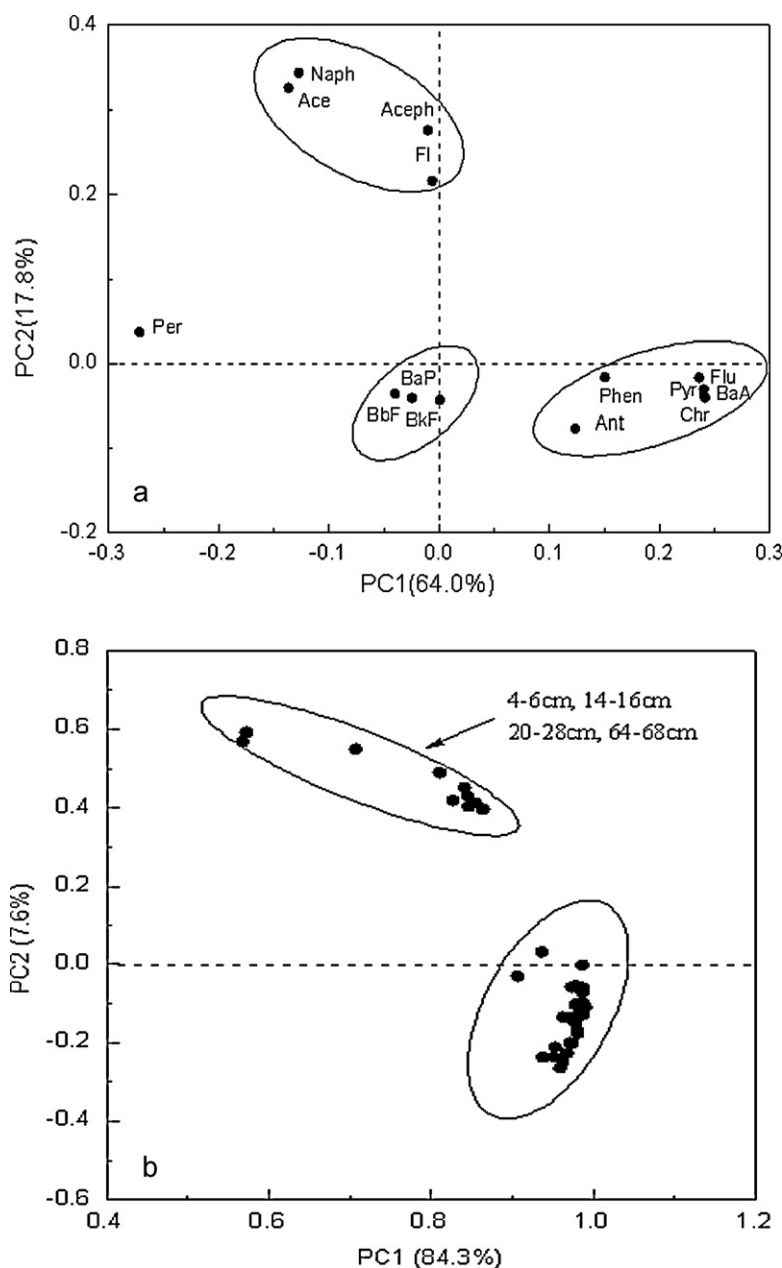 0.4
Naph
Ace
Aceph
Fl
0.2
PC2(17.8%)
Per
0.0
BaP
BbF
BkF
Phen
Flu
Pyr
BaA
Ant
Chr
a
-0.2
-0.3 -0.2 -0.1 0.0 0.1 0.2 0.3
PC1(64.0%)
0.8
4-6cm, 14-16cm
20-28cm, 64-68cm
0.6
0.4
0.2
PC2 (7.6%)
0.0
-0.2
-0.4
b
-0.6
0.4 0.6 0.8 1.0 1.2
PC1 (84.3%)